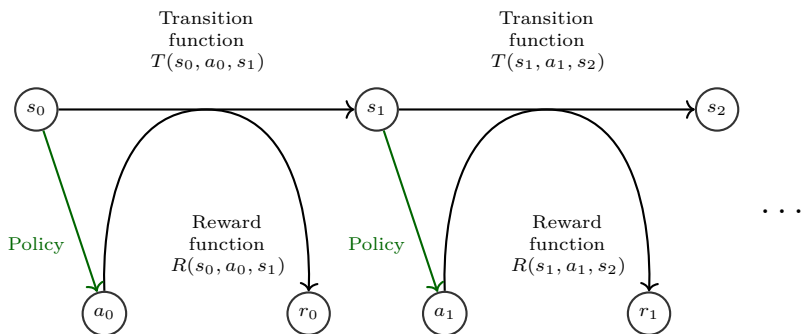 Transition
function
T(s₀, a₀, s₁)
Transition
function
T(s₁, a₁, s₂)
s₀
s₁
s₂
Policy
Reward
function
R(s₀, a₀, s₁)
Policy
Reward
function
R(s₁, a₁, s₂)
. . .
a₀
r₀
a₁
r₁